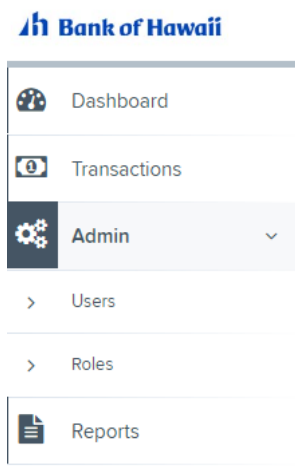 Bank of Hawaii
Dashboard
Transactions
Admin
Users
Roles
Reports